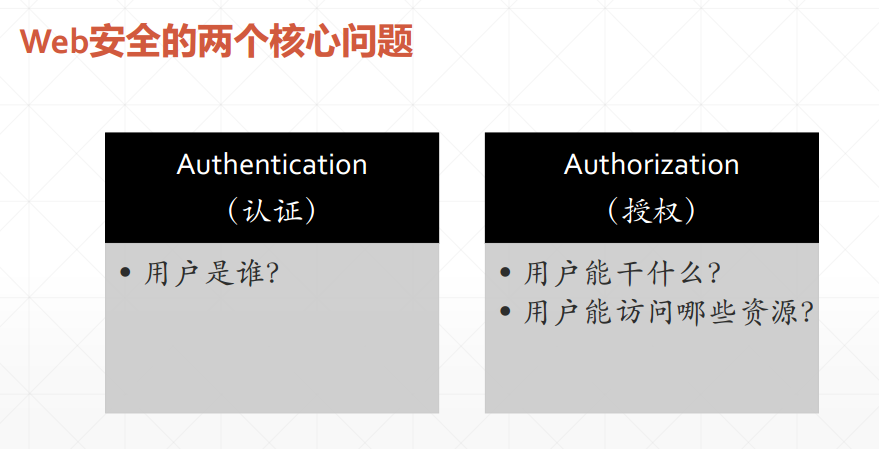 Web安全的两个核心问题
Authentication
（认证）
• 用户是谁?
Authorization
（授权）
• 用户能干什么?
• 用户能访问哪些资源?